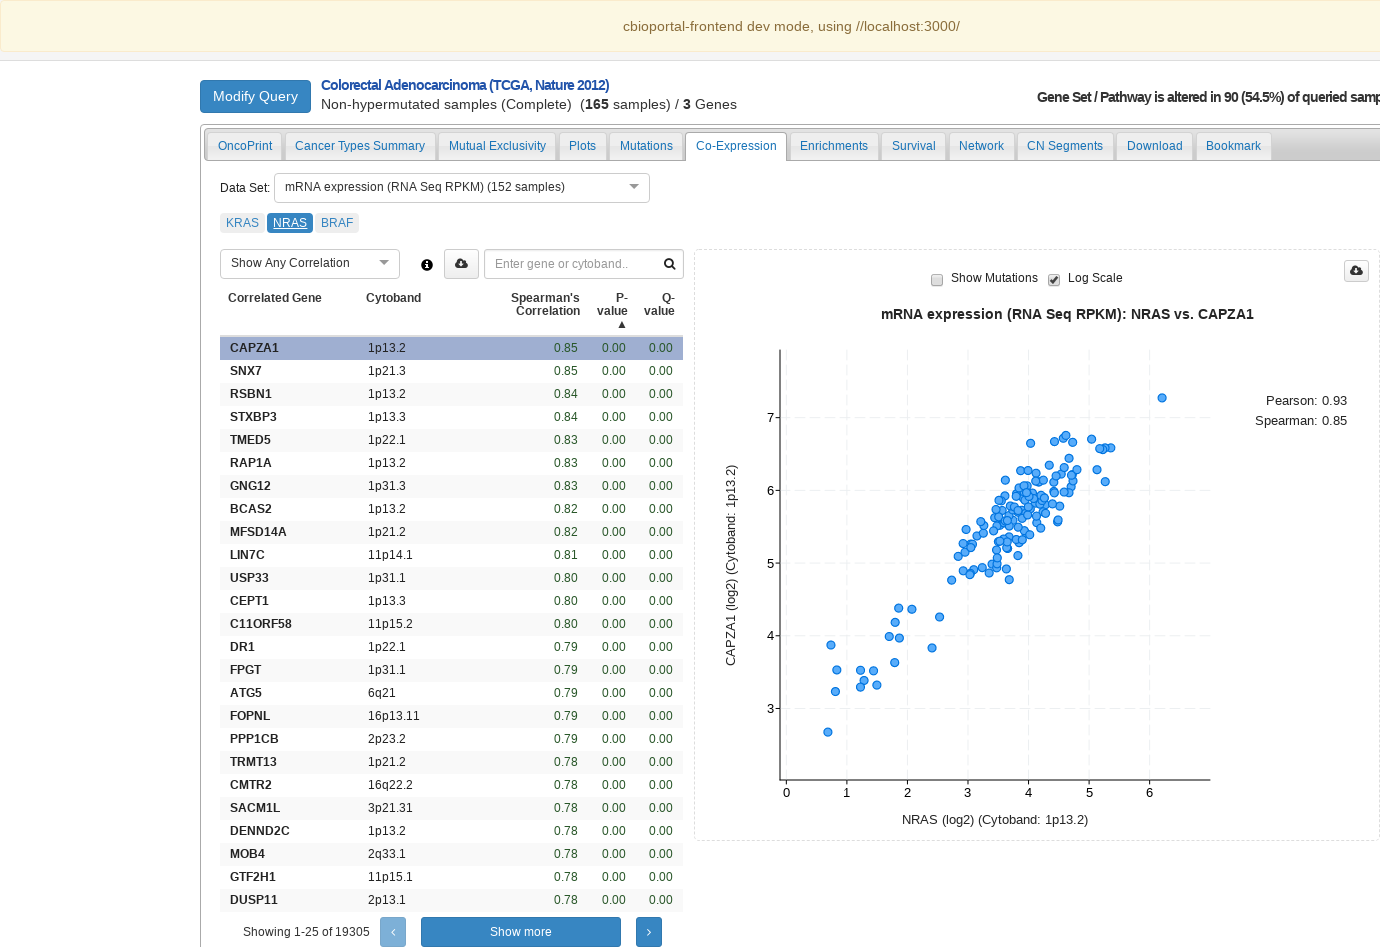 cbioportal-frontend dev mode, using //localhost:3000/
Modify Query
Colorectal Adenocarcinoma (TCGA, Nature 2012)
Non-hypermutated samples (Complete) (165 samples) / 3 Genes
Gene Set / Pathway is altered in 90 (54.5%) of queried samp
OncoPrint Cancer Types Summary Mutual Exclusivity Plots Mutations Co-Expression Enrichments Survival Network CN Segments Download Bookmark
Data Set: mRNA expression (RNA Seq RPKM) (152 samples)
KRAS NRAS BRAF
Show Any Correlation Enter gene or cytoband..
Correlated Gene Cytoband Spearman's Correlation P-value ▲ Q-value
CAPZA1 1p13.2 0.85 0.00 0.00
SNX7 1p21.3 0.85 0.00 0.00
RSBN1 1p13.2 0.84 0.00 0.00
STXBP3 1p13.3 0.84 0.00 0.00
TMED5 1p22.1 0.83 0.00 0.00
RAP1A 1p13.2 0.83 0.00 0.00
GNG12 1p31.3 0.83 0.00 0.00
BCAS2 1p13.2 0.82 0.00 0.00
MFSD14A 1p21.2 0.82 0.00 0.00
LIN7C 11p14.1 0.81 0.00 0.00
USP33 1p31.1 0.80 0.00 0.00
CEPT1 1p13.3 0.80 0.00 0.00
C11ORF58 11p15.2 0.80 0.00 0.00
DR1 1p22.1 0.79 0.00 0.00
FPGT 1p31.1 0.79 0.00 0.00
ATG5 6q21 0.79 0.00 0.00
FOPNL 16p13.11 0.79 0.00 0.00
PPP1CB 2p23.2 0.79 0.00 0.00
TRMT13 1p21.2 0.78 0.00 0.00
CMTR2 16q22.2 0.78 0.00 0.00
SACM1L 3p21.31 0.78 0.00 0.00
DENND2C 1p13.2 0.78 0.00 0.00
MOB4 2q33.1 0.78 0.00 0.00
GTF2H1 11p15.1 0.78 0.00 0.00
DUSP11 2p13.1 0.78 0.00 0.00
Showing 1-25 of 19305 ‹ Show more ›
Show Mutations Log Scale
mRNA expression (RNA Seq RPKM): NRAS vs. CAPZA1
Pearson: 0.93
Spearman: 0.85
CAPZA1 (log2) (Cytoband: 1p13.2)
7
6
5
4
3
0 1 2 3 4 5 6
NRAS (log2) (Cytoband: 1p13.2)